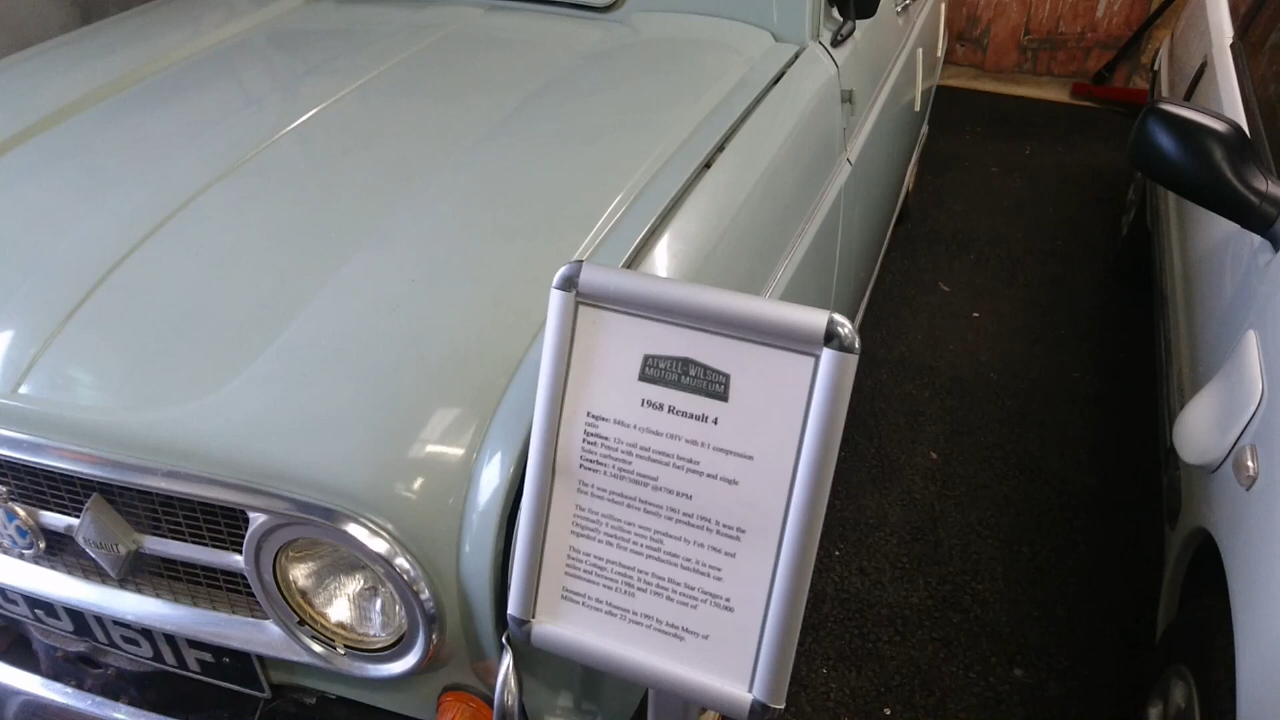 ATWELL-WILSON
MOTOR MUSEUM
1968 Renault 4
Engine: 848cc 4 cylinder OHV with 8:1 compression
ratio
Ignition: 12v coil and contact breaker
Fuel: Petrol with mechanical fuel pump and single
Solex carburettor
Gearbox: 4 speed manual
Power: 8.34HP/30BHP @4700 RPM
The 4 was produced between 1961 and 1994. It was the
first front-wheel drive family car produced by Renault.
The first million cars were produced by Feb 1966 and
eventually 8 million were built.
Originally marketed as a small estate car, it is now
regarded as the first mass production hatchback car.
This car was purchased new from Blue Star Garages at
Swiss Cottage, London. It has done in excess of 150,000
miles and between 1986 and 1995 the cost of
maintenance was £3,810.
Donated to the Museum in 1995 by John Merry of
Milton Keynes after 22 years of ownership.
RENAULT
J 161F